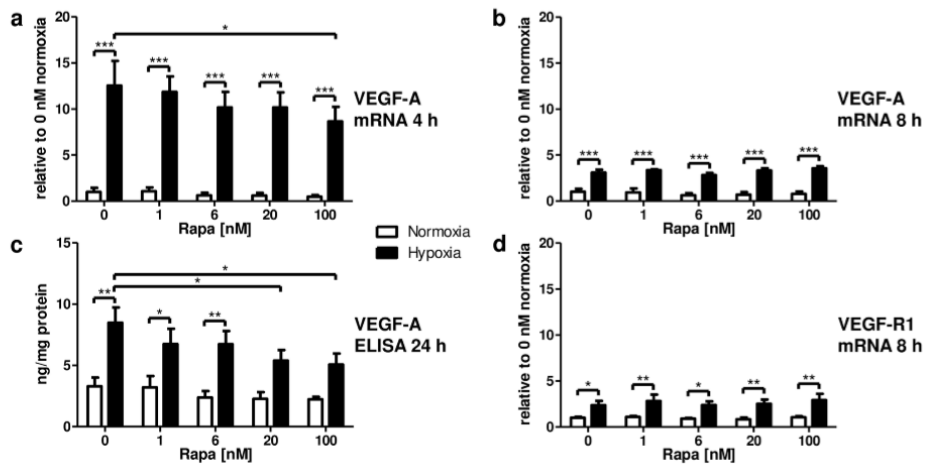 a
relative to 0 nM normoxia
20
15
10
5
0
*
***
***
***
***
***
0 1 6 20 100
Rapa [nM]
VEGF-A
mRNA 4 h
b
relative to 0 nM normoxia
20
15
10
5
0
***
***
***
***
***
0 1 6 20 100
Rapa [nM]
VEGF-A
mRNA 8 h
Normoxia
Hypoxia
c
ng/mg protein
15
10
5
0
*
*
**
*
**
0 1 6 20 100
Rapa [nM]
VEGF-A
ELISA 24 h
d
relative to 0 nM normoxia
20
15
10
5
0
*
**
*
**
**
0 1 6 20 100
Rapa [nM]
VEGF-R1
mRNA 8 h